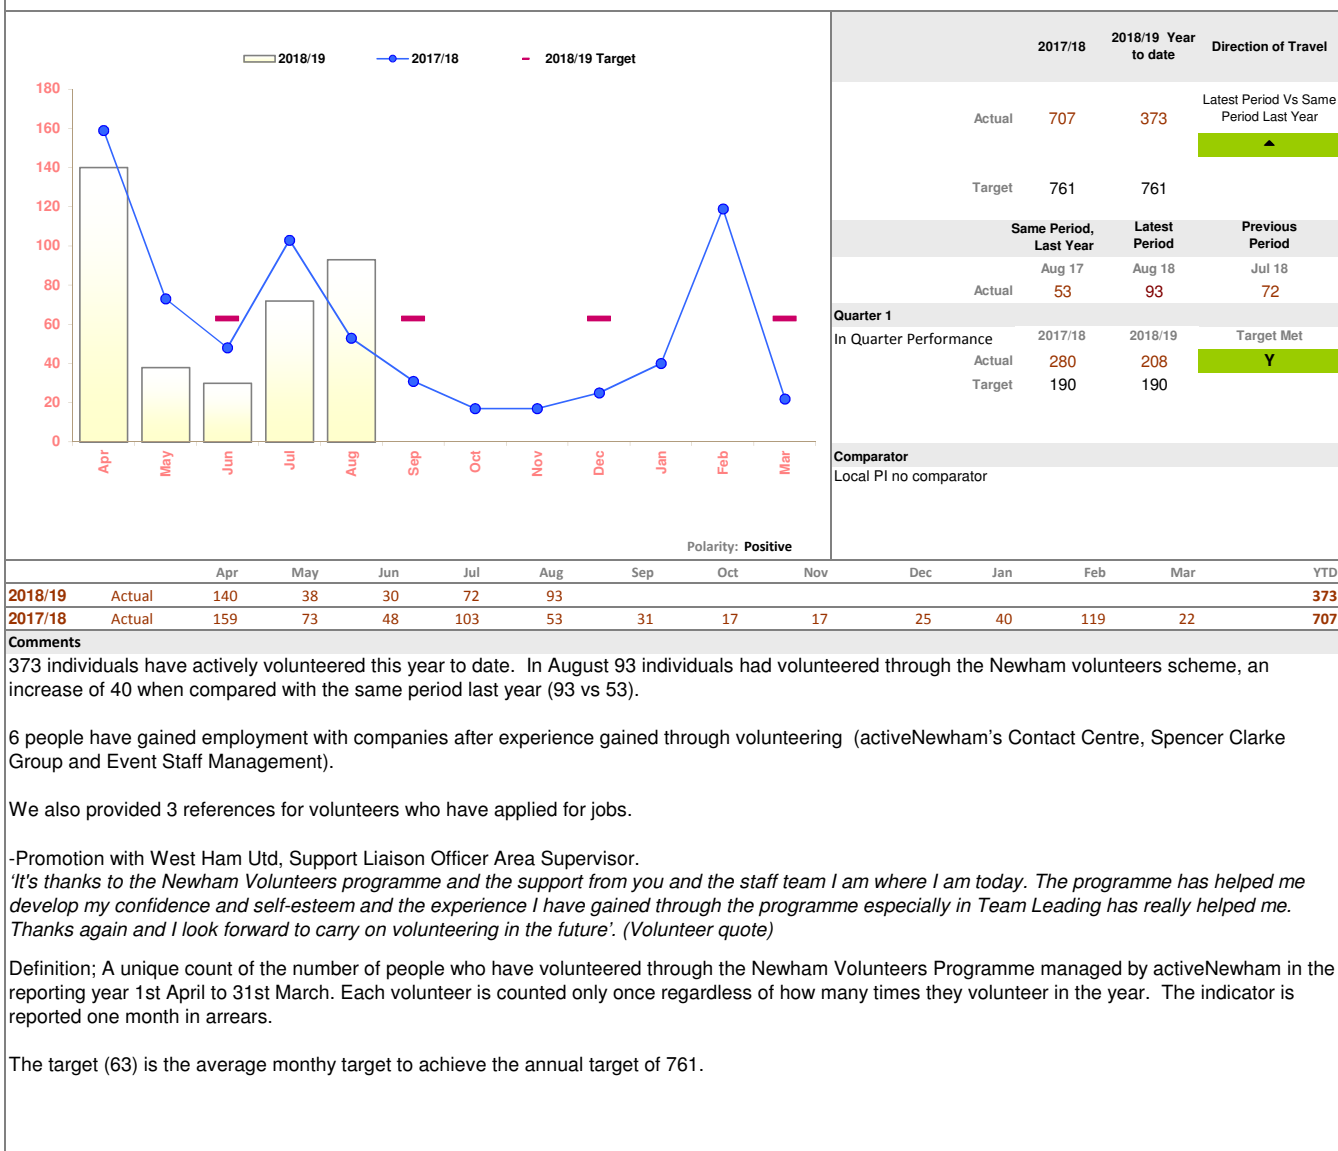 2018/19 2017/18 2018/19 Target
180
160
140
120
100
80
60
40
20
0
Apr May Jun Jul Aug Sep Oct Nov Dec Jan Feb Mar
Polarity: Positive
2017/18 2018/19 Year to date Direction of Travel
Latest Period Vs Same Period Last Year
Actual 707 373
Target 761 761
Same Period, Last Year Latest Period Previous Period
Aug 17 Aug 18 Jul 18
Actual 53 93 72
Quarter 1
In Quarter Performance 2017/18 2018/19 Target Met
Actual 280 208 Y
Target 190 190
Comparator
Local PI no comparator
Apr May Jun Jul Aug Sep Oct Nov Dec Jan Feb Mar YTD
2018/19 Actual 140 38 30 72 93 373
2017/18 Actual 159 73 48 103 53 31 17 17 25 40 119 22 707
Comments
373 individuals have actively volunteered this year to date. In August 93 individuals had volunteered through the Newham volunteers scheme, an
increase of 40 when compared with the same period last year (93 vs 53).
6 people have gained employment with companies after experience gained through volunteering (activeNewham's Contact Centre, Spencer Clarke
Group and Event Staff Management).
We also provided 3 references for volunteers who have applied for jobs.
-Promotion with West Ham Utd, Support Liaison Officer Area Supervisor.
‘It's thanks to the Newham Volunteers programme and the support from you and the staff team I am where I am today. The programme has helped me
develop my confidence and self-esteem and the experience I have gained through the programme especially in Team Leading has really helped me.
Thanks again and I look forward to carry on volunteering in the future’. (Volunteer quote)
Definition; A unique count of the number of people who have volunteered through the Newham Volunteers Programme managed by activeNewham in the
reporting year 1st April to 31st March. Each volunteer is counted only once regardless of how many times they volunteer in the year. The indicator is
reported one month in arrears.
The target (63) is the average monthy target to achieve the annual target of 761.